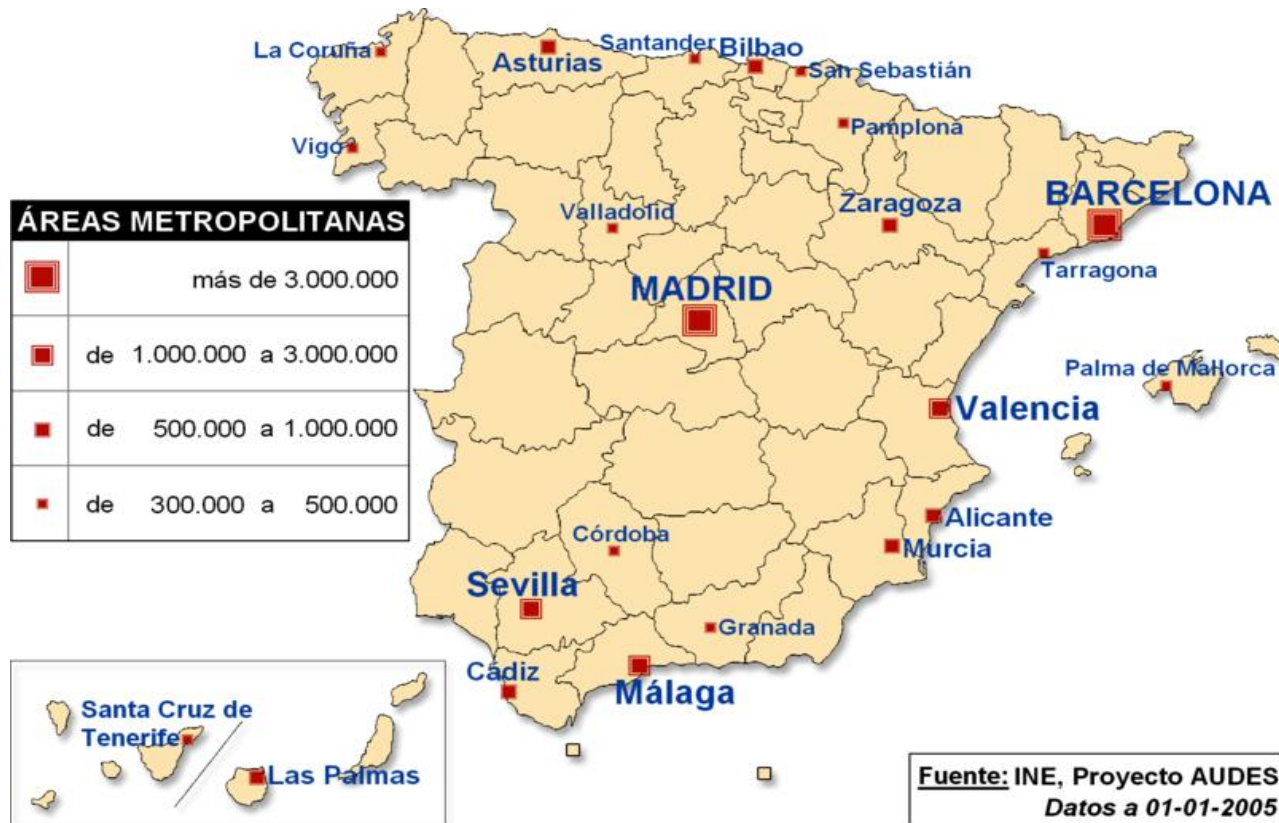 La Coruña
Asturias
Santander
Bilbao
San Sebastián
Pamplona
Vigo
Valladolid
Zaragoza
BARCELONA
Tarragona
MADRID
Palma de Mallorca
Valencia
Alicante
Murcia
Córdoba
Sevilla
Granada
Cádiz
Málaga
ÁREAS METROPOLITANAS
más de 3.000.000
de 1.000.000 a 3.000.000
de 500.000 a 1.000.000
de 300.000 a 500.000
Santa Cruz de
Tenerife
Las Palmas
Fuente: INE, Proyecto AUDES
Datos a 01-01-2005